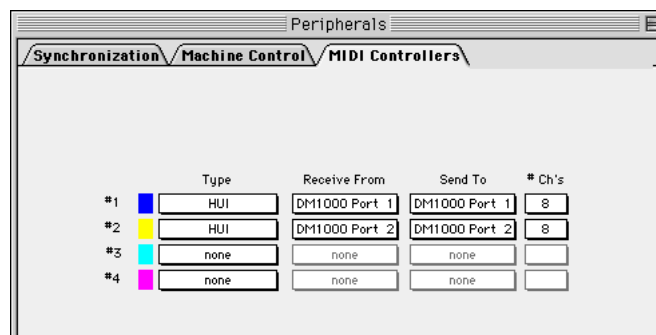 Peripherals
Synchronization Machine Control MIDI Controllers
Type Receive From Send To # Ch's
#1 HUI DM1000 Port 1 DM1000 Port 1 8
#2 HUI DM1000 Port 2 DM1000 Port 2 8
#3 none none none
#4 none none none